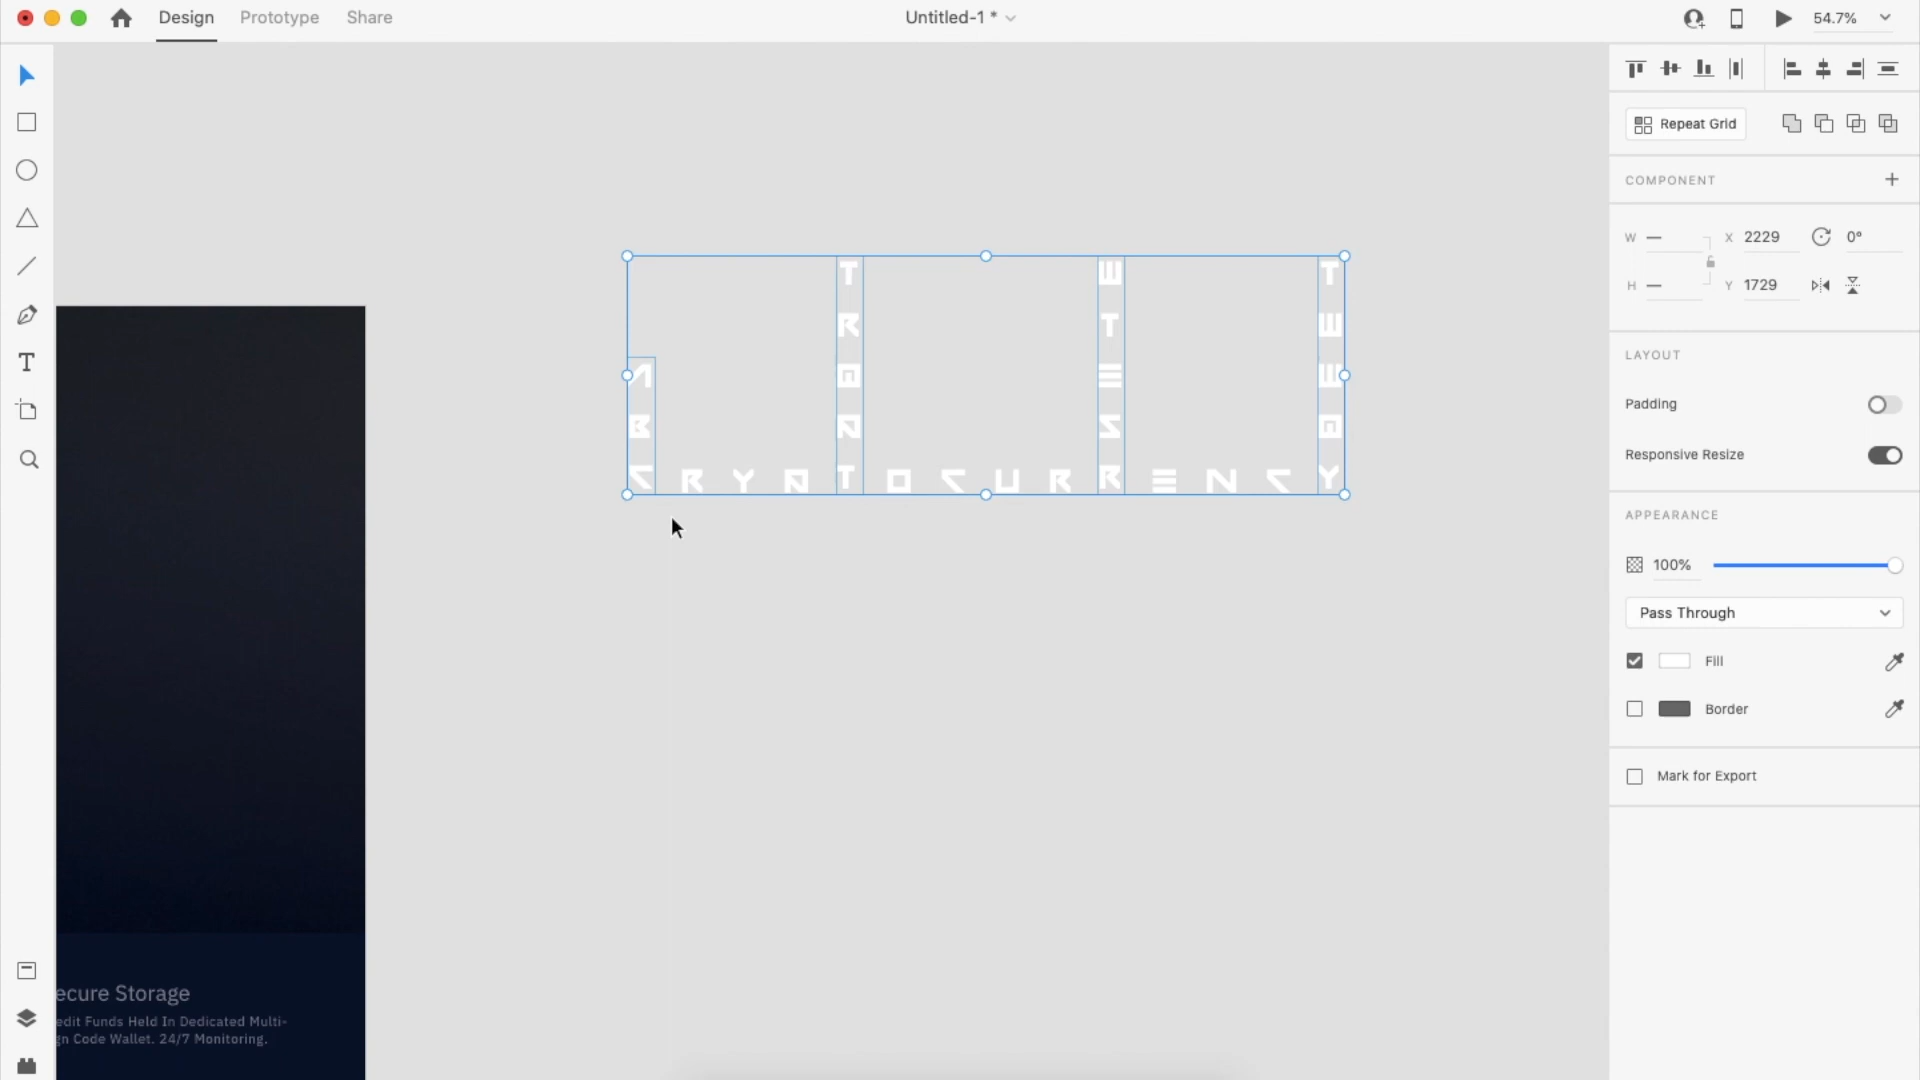 Design Prototype Share
Untitled-1 *
54.7%
Repeat Grid
COMPONENT
W — X 2229 0°
H — Y 1729
LAYOUT
Padding
Responsive Resize
APPEARANCE
100%
Pass Through
Fill
Border
Mark for Export
T
CRYPTOCURRENCY
ecure Storage
edit Funds Held In Dedicated Multi-
gn Code Wallet. 24/7 Monitoring.